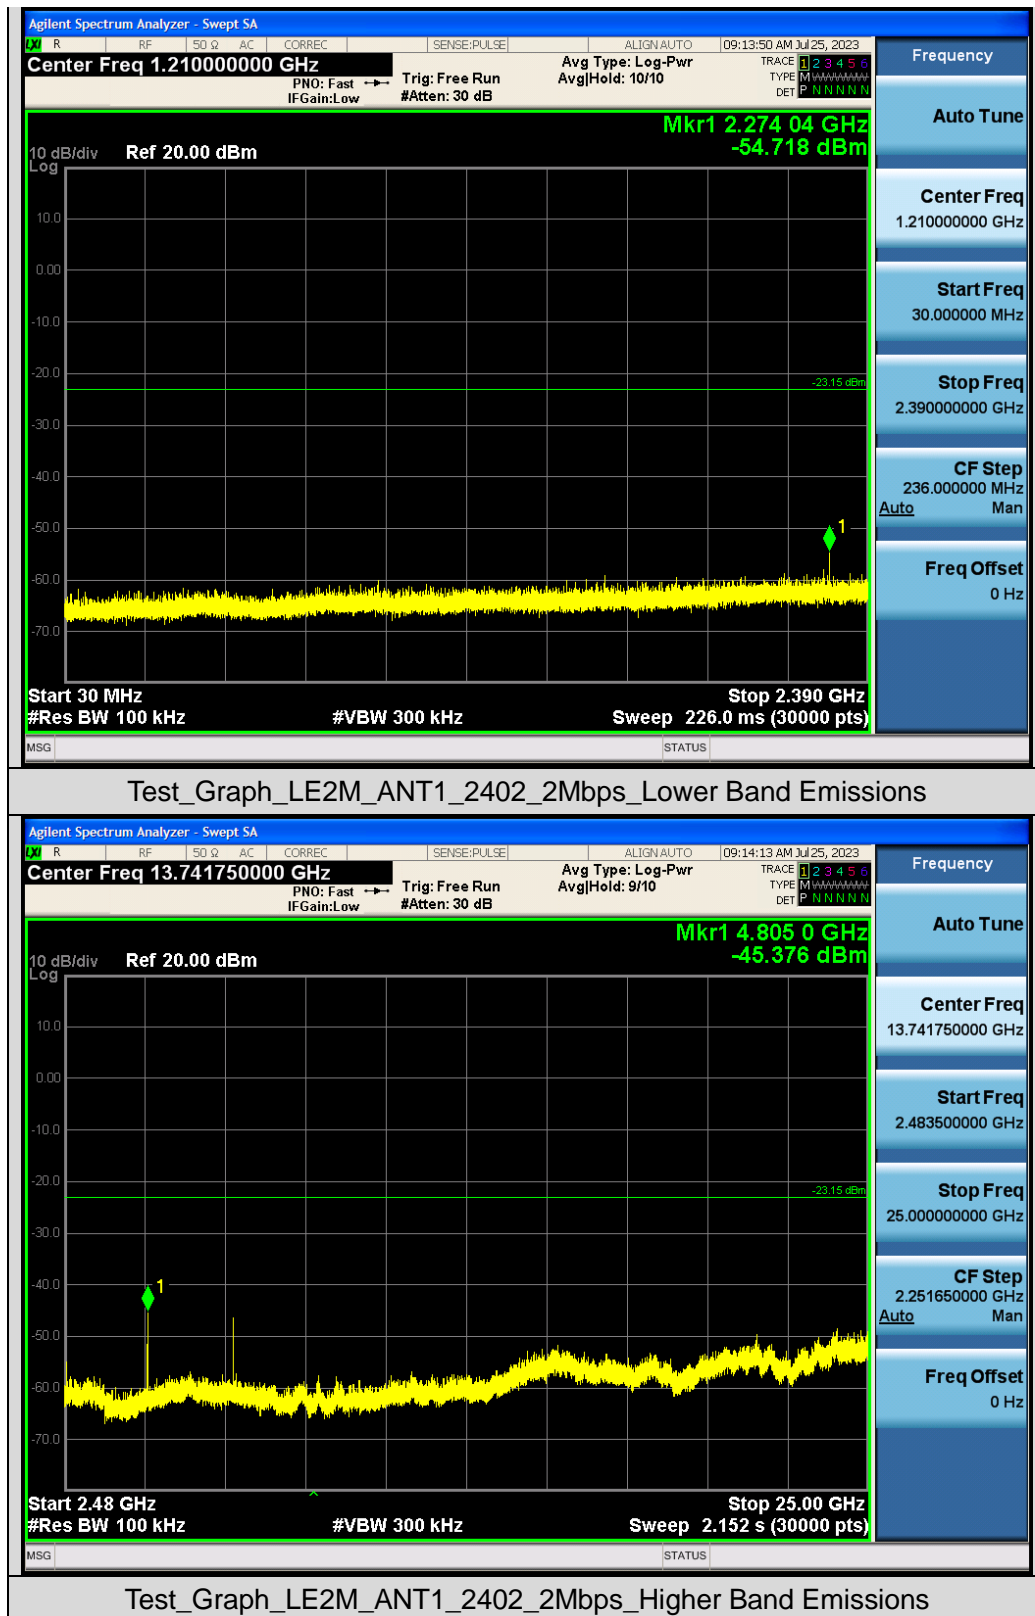 Agilent Spectrum Analyzer - Swept SA
LXI R RF 50 Ω AC CORREC SENSE:PULSE ALIGN AUTO 09:13:50 AM Jul 25, 2023
Center Freq 1.210000000 GHz
PNO: Fast
IFGain:Low
Trig: Free Run
#Atten: 30 dB
Avg Type: Log-Pwr
Avg|Hold: 10/10
TRACE 1 2 3 4 5 6
TYPE M WWWWW
DET P N N N N N
Mkr1 2.274 04 GHz
-54.718 dBm
10 dB/div Ref 20.00 dBm
Log
10.0
0.00
-10.0
-20.0
-23.15 dBm
-30.0
-40.0
-50.0
1
-60.0
-70.0
Start 30 MHz Stop 2.390 GHz
#Res BW 100 kHz #VBW 300 kHz Sweep 226.0 ms (30000 pts)
MSG STATUS
Frequency
Auto Tune
Center Freq
1.210000000 GHz
Start Freq
30.000000 MHz
Stop Freq
2.390000000 GHz
CF Step
236.000000 MHz
Auto Man
Freq Offset
0 Hz
Test_Graph_LE2M_ANT1_2402_2Mbps_Lower Band Emissions
Agilent Spectrum Analyzer - Swept SA
LXI R RF 50 Ω AC CORREC SENSE:PULSE ALIGN AUTO 09:14:13 AM Jul 25, 2023
Center Freq 13.741750000 GHz
PNO: Fast
IFGain:Low
Trig: Free Run
#Atten: 30 dB
Avg Type: Log-Pwr
Avg|Hold: 9/10
TRACE 1 2 3 4 5 6
TYPE M WWWWW
DET P N N N N N
Mkr1 4.805 0 GHz
-45.376 dBm
10 dB/div Ref 20.00 dBm
Log
10.0
0.00
-10.0
-20.0
-23.15 dBm
-30.0
-40.0
1
-50.0
-60.0
-70.0
Start 2.48 GHz Stop 25.00 GHz
#Res BW 100 kHz #VBW 300 kHz Sweep 2.152 s (30000 pts)
MSG STATUS
Frequency
Auto Tune
Center Freq
13.741750000 GHz
Start Freq
2.483500000 GHz
Stop Freq
25.000000000 GHz
CF Step
2.251650000 GHz
Auto Man
Freq Offset
0 Hz
Test_Graph_LE2M_ANT1_2402_2Mbps_Higher Band Emissions